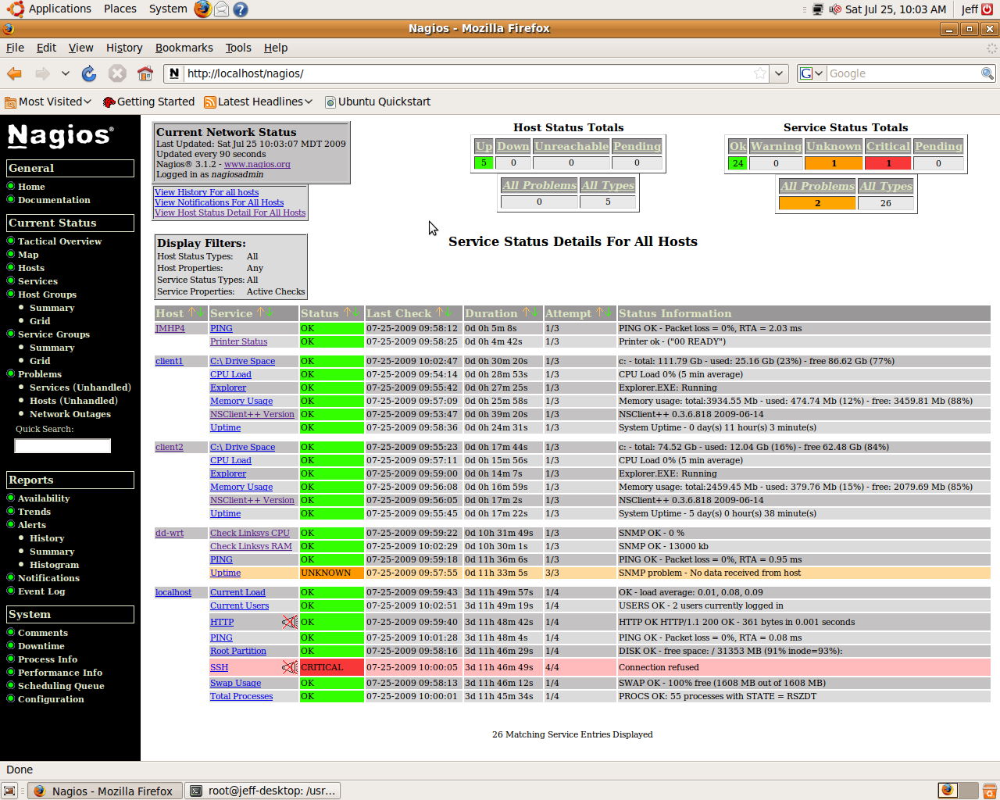 Applications Places System Sat Jul 25, 10:03 AM Jeff
Nagios - Mozilla Firefox
File Edit View History Bookmarks Tools Help
N http://localhost/nagios/ G Google
Most Visited Getting Started Latest Headlines Ubuntu Quickstart
Nagios®
General
Home
Documentation
Current Status
Tactical Overview
Map
Hosts
Services
Host Groups
Summary
Grid
Service Groups
Summary
Grid
Problems
Services (Unhandled)
Hosts (Unhandled)
Network Outages
Quick Search:
Reports
Availability
Trends
Alerts
History
Summary
Histogram
Notifications
Event Log
System
Comments
Downtime
Process Info
Performance Info
Scheduling Queue
Configuration
Current Network Status
Last Updated: Sat Jul 25 10:03:07 MDT 2009
Updated every 90 seconds
Nagios® 3.1.2 - www.nagios.org
Logged in as nagiosadmin
View History For all hosts
View Notifications For All Hosts
View Host Status Detail For All Hosts
Host Status Totals
Up Down Unreachable Pending
5 0 0 0
All Problems All Types
0 5
Service Status Totals
Ok Warning Unknown Critical Pending
24 0 1 1 0
All Problems All Types
2 26
Display Filters:
Host Status Types: All
Host Properties: Any
Service Status Types: All
Service Properties: Active Checks
Service Status Details For All Hosts
Host Service Status Last Check Duration Attempt Status Information
JMHP4 PING OK 07-25-2009 09:58:12 0d 0h 5m 8s 1/3 PING OK - Packet loss = 0%, RTA = 2.03 ms
Printer Status OK 07-25-2009 09:58:25 0d 0h 4m 42s 1/3 Printer ok - ("00 READY")
client1 C:\ Drive Space OK 07-25-2009 10:02:47 0d 0h 30m 20s 1/3 c: - total: 111.79 Gb - used: 25.16 Gb (23%) - free 86.62 Gb (77%)
CPU Load OK 07-25-2009 09:54:14 0d 0h 28m 53s 1/3 CPU Load 0% (5 min average)
Explorer OK 07-25-2009 09:55:42 0d 0h 27m 25s 1/3 Explorer.EXE: Running
Memory Usage OK 07-25-2009 09:57:09 0d 0h 25m 58s 1/3 Memory usage: total:3934.55 Mb - used: 474.74 Mb (12%) - free: 3459.81 Mb (88%)
NSClient++ Version OK 07-25-2009 09:53:47 0d 0h 39m 20s 1/3 NSClient++ 0.3.6.818 2009-06-14
Uptime OK 07-25-2009 09:58:36 0d 0h 24m 31s 1/3 System Uptime - 0 day(s) 11 hour(s) 3 minute(s)
client2 C:\ Drive Space OK 07-25-2009 09:55:23 0d 0h 17m 44s 1/3 c: - total: 74.52 Gb - used: 12.04 Gb (16%) - free 62.48 Gb (84%)
CPU Load OK 07-25-2009 09:57:11 0d 0h 15m 56s 1/3 CPU Load 0% (5 min average)
Explorer OK 07-25-2009 09:59:00 0d 0h 14m 7s 1/3 Explorer.EXE: Running
Memory Usage OK 07-25-2009 09:56:08 0d 0h 16m 59s 1/3 Memory usage: total:2459.45 Mb - used: 379.76 Mb (15%) - free: 2079.69 Mb (85%)
NSClient++ Version OK 07-25-2009 09:56:05 0d 0h 17m 2s 1/3 NSClient++ 0.3.6.818 2009-06-14
Uptime OK 07-25-2009 09:55:45 0d 0h 17m 22s 1/3 System Uptime - 5 day(s) 0 hour(s) 38 minute(s)
dd-wrt Check Linksys CPU OK 07-25-2009 09:59:22 0d 10h 31m 49s 1/3 SNMP OK - 0 %
Check Linksys RAM OK 07-25-2009 10:02:29 0d 10h 30m 1s 1/3 SNMP OK - 13000 kb
PING OK 07-25-2009 09:59:18 0d 11h 36m 6s 1/3 PING OK - Packet loss = 0%, RTA = 0.95 ms
Uptime UNKNOWN 07-25-2009 09:57:55 0d 11h 33m 5s 3/3 SNMP problem - No data received from host
localhost Current Load OK 07-25-2009 09:59:43 3d 11h 49m 57s 1/4 OK - load average: 0.01, 0.08, 0.09
Current Users OK 07-25-2009 10:02:51 3d 11h 49m 19s 1/4 USERS OK - 2 users currently logged in
HTTP OK 07-25-2009 09:59:40 3d 11h 48m 42s 1/4 HTTP OK HTTP/1.1 200 OK - 361 bytes in 0.001 seconds
PING OK 07-25-2009 10:01:28 3d 11h 48m 4s 1/4 PING OK - Packet loss = 0%, RTA = 0.08 ms
Root Partition OK 07-25-2009 09:58:16 3d 11h 46m 29s 1/4 DISK OK - free space: / 31353 MB (91% inode=93%):
SSH CRITICAL 07-25-2009 10:00:05 3d 11h 46m 49s 4/4 Connection refused
Swap Usage OK 07-25-2009 09:58:13 3d 11h 46m 12s 1/4 SWAP OK - 100% free (1608 MB out of 1608 MB)
Total Processes OK 07-25-2009 10:00:01 3d 11h 45m 34s 1/4 PROCS OK: 55 processes with STATE = RSZDT
26 Matching Service Entries Displayed
Done
Nagios - Mozilla Firefox root@jeff-desktop: /usr...